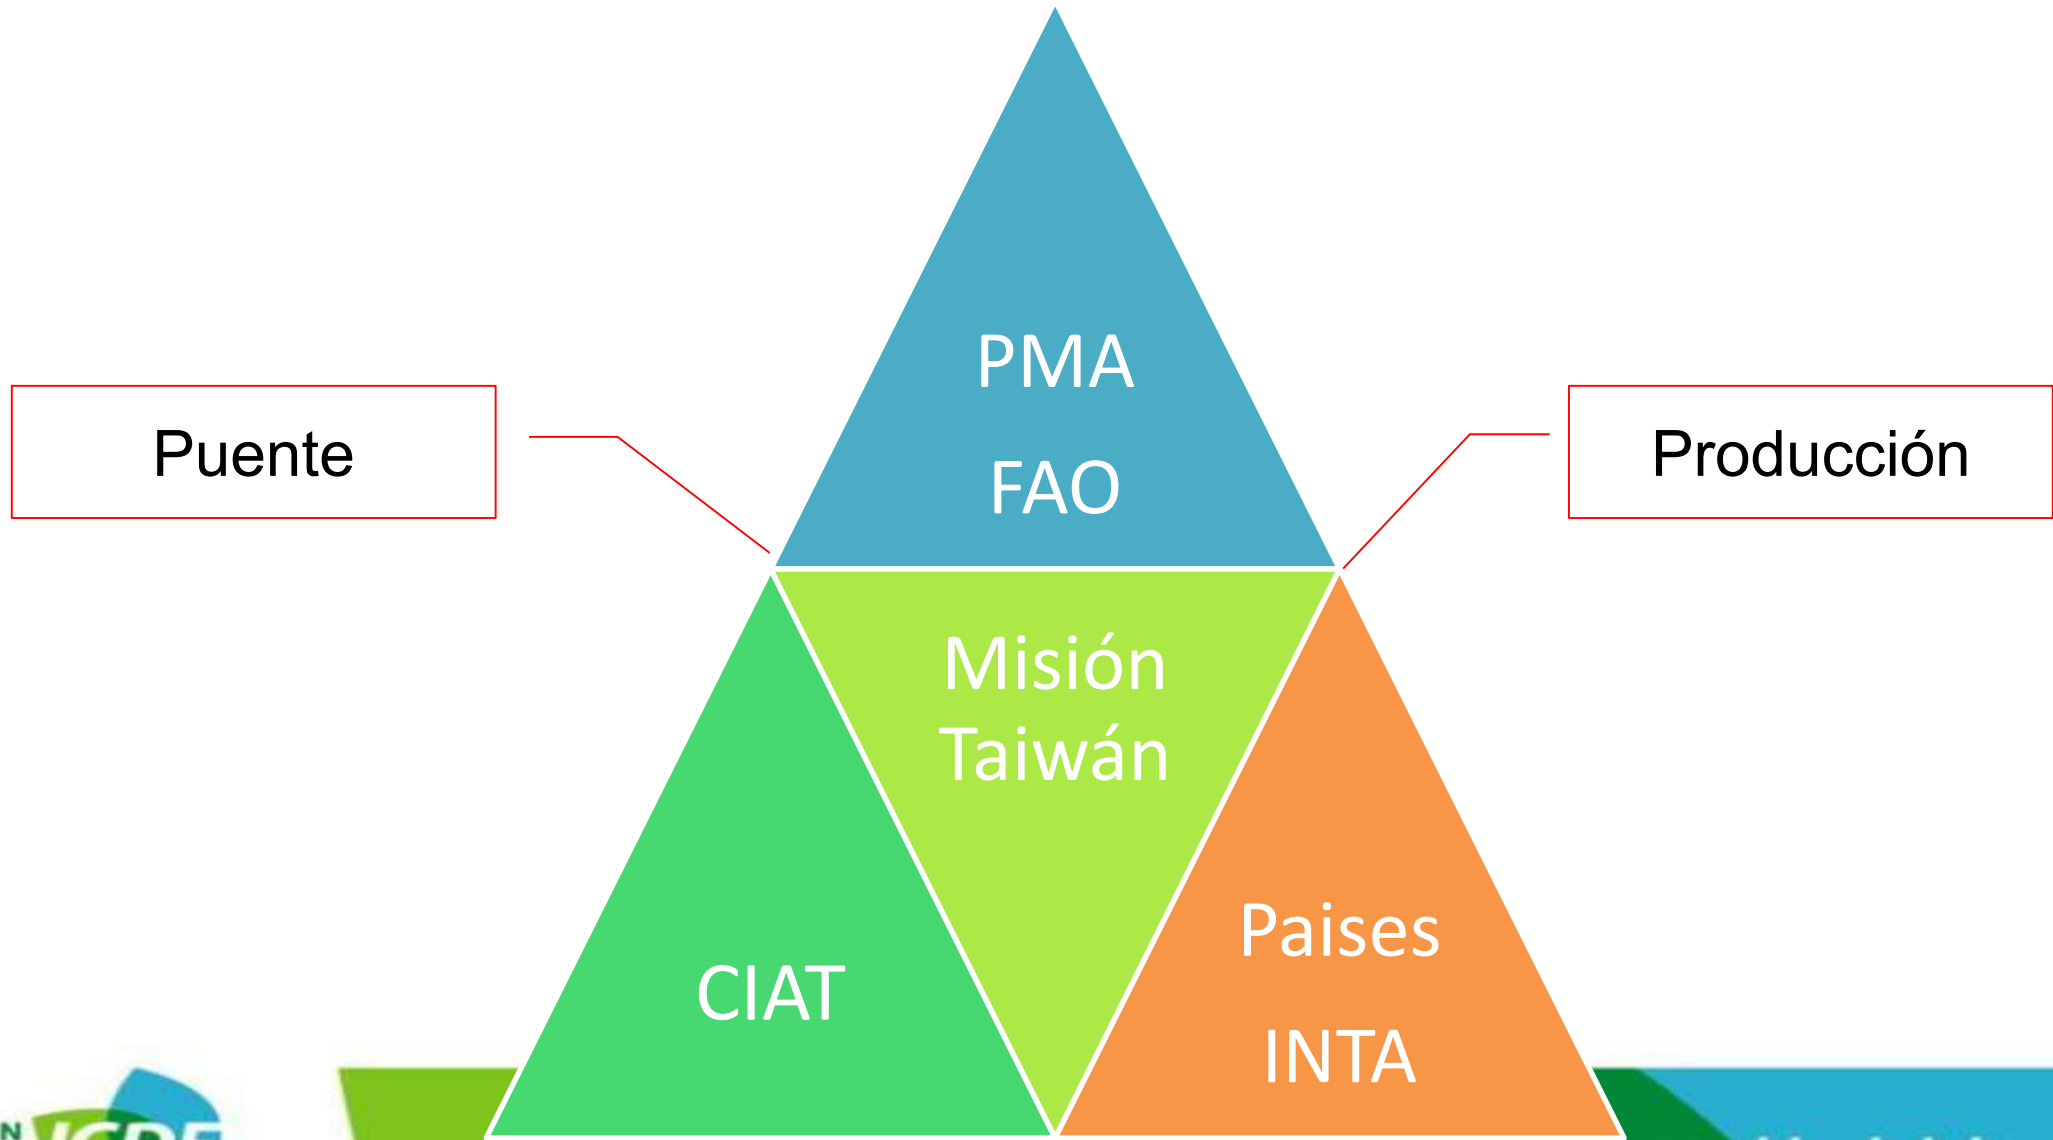 PMA
FAO
Puente
Producción
Misión
Taiwán
Paises
CIAT
INTA